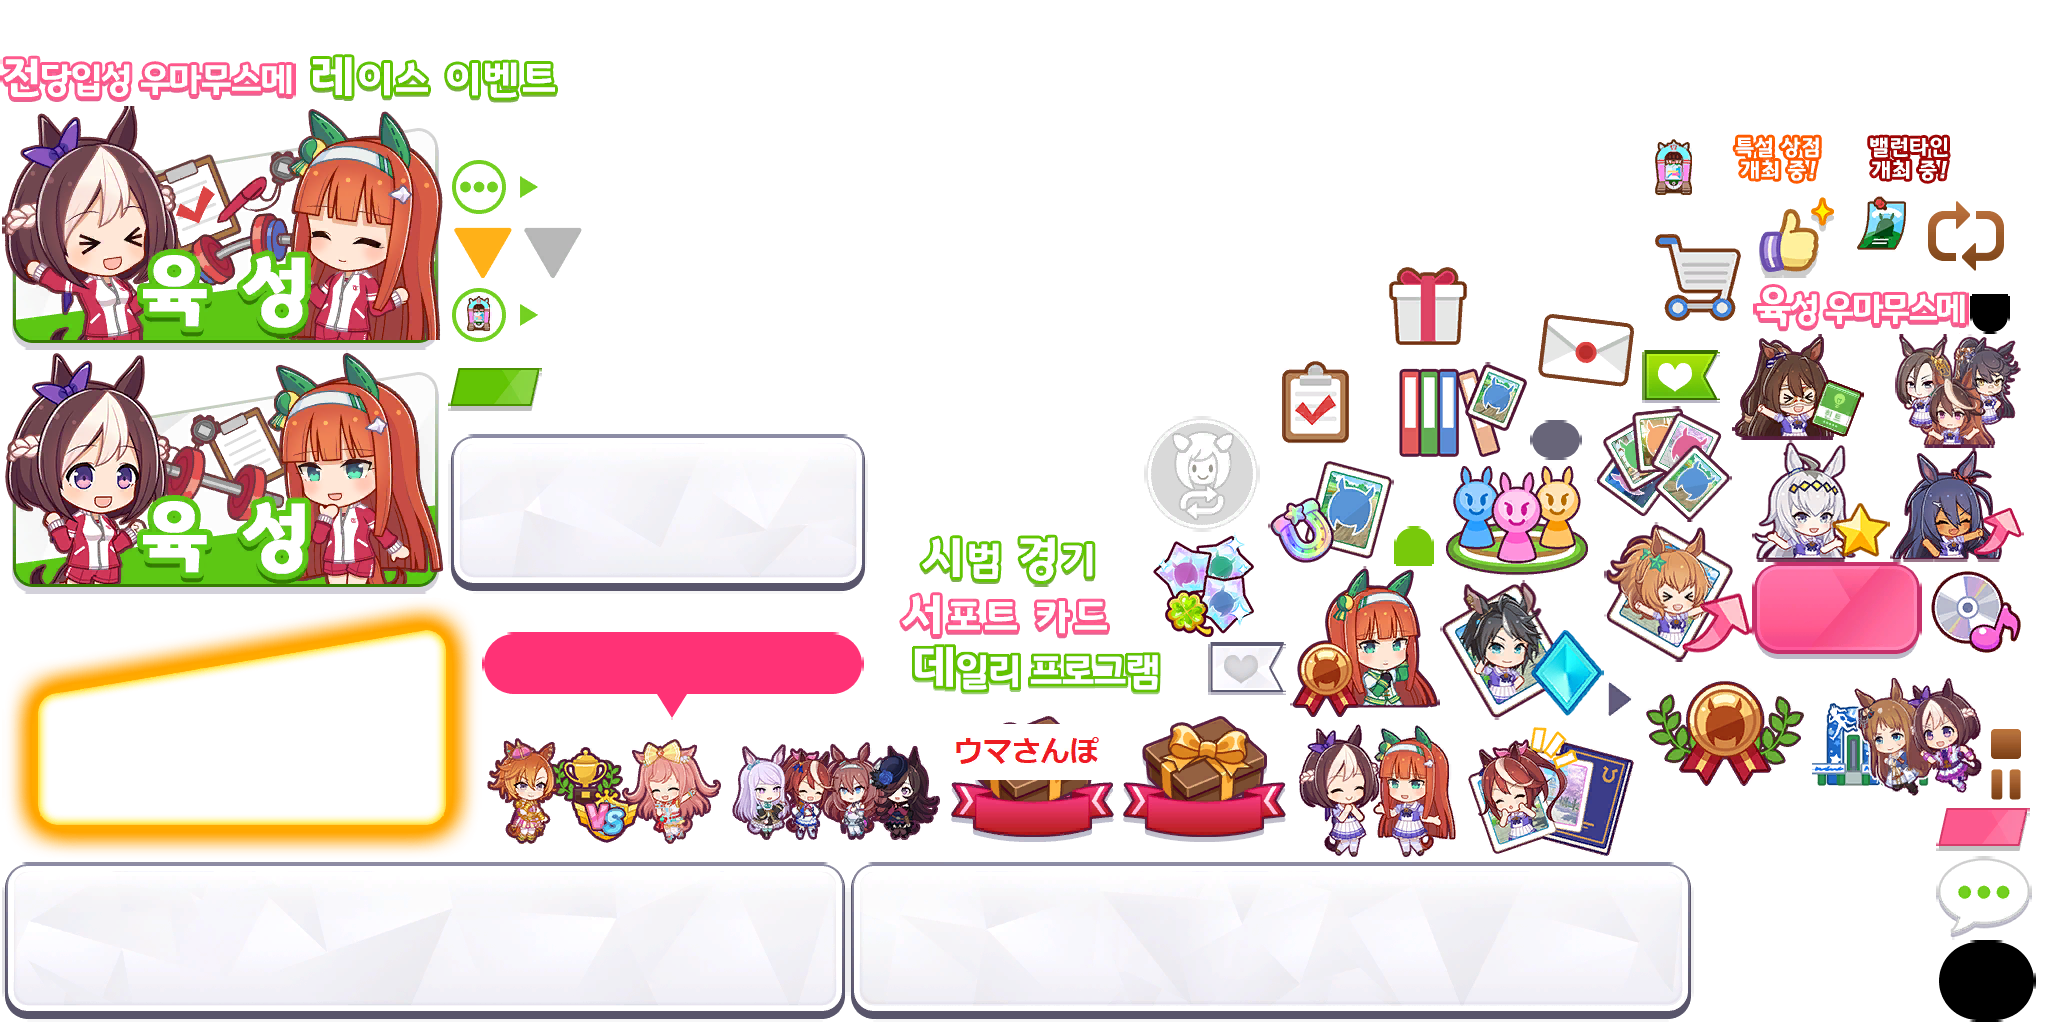 전당입성 우마무스메 레이스 이벤트
특설 상점
개최 중!
밸런타인
개최 중!
육성
육성 우마무스메
육성
시범 경기
서포트 카드
데일리 프로그램
ウマさんぽ
VS